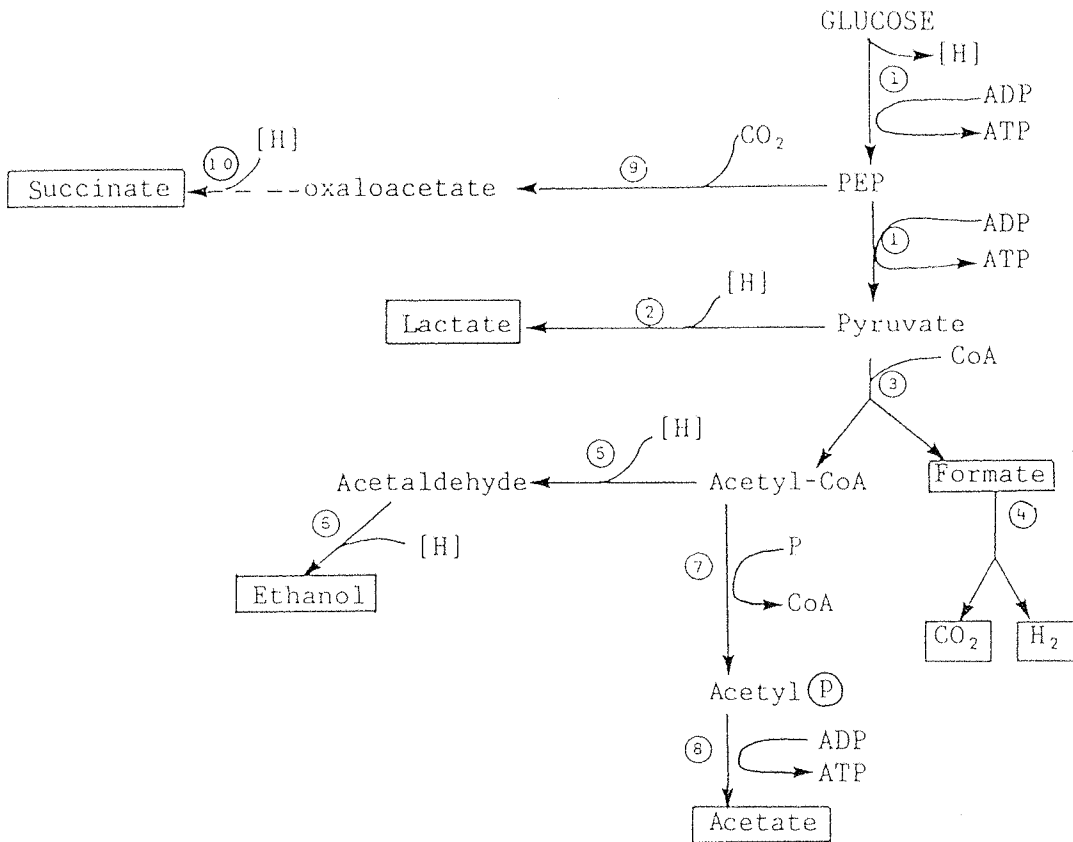 GLUCOSE
[H]
①
ADP
ATP
CO₂
[H]
⑩
Succinate
oxaloacetate
⑨
PEP
ADP
①
ATP
[H]
Lactate
②
Pyruvate
CoA
③
[H]
⑤
Acetaldehyde
Acetyl-CoA
Formate
④
⑥
[H]
Ethanol
⑦
P
CoA
CO₂
H₂
Acetyl Ⓟ
⑧
ADP
ATP
Acetate